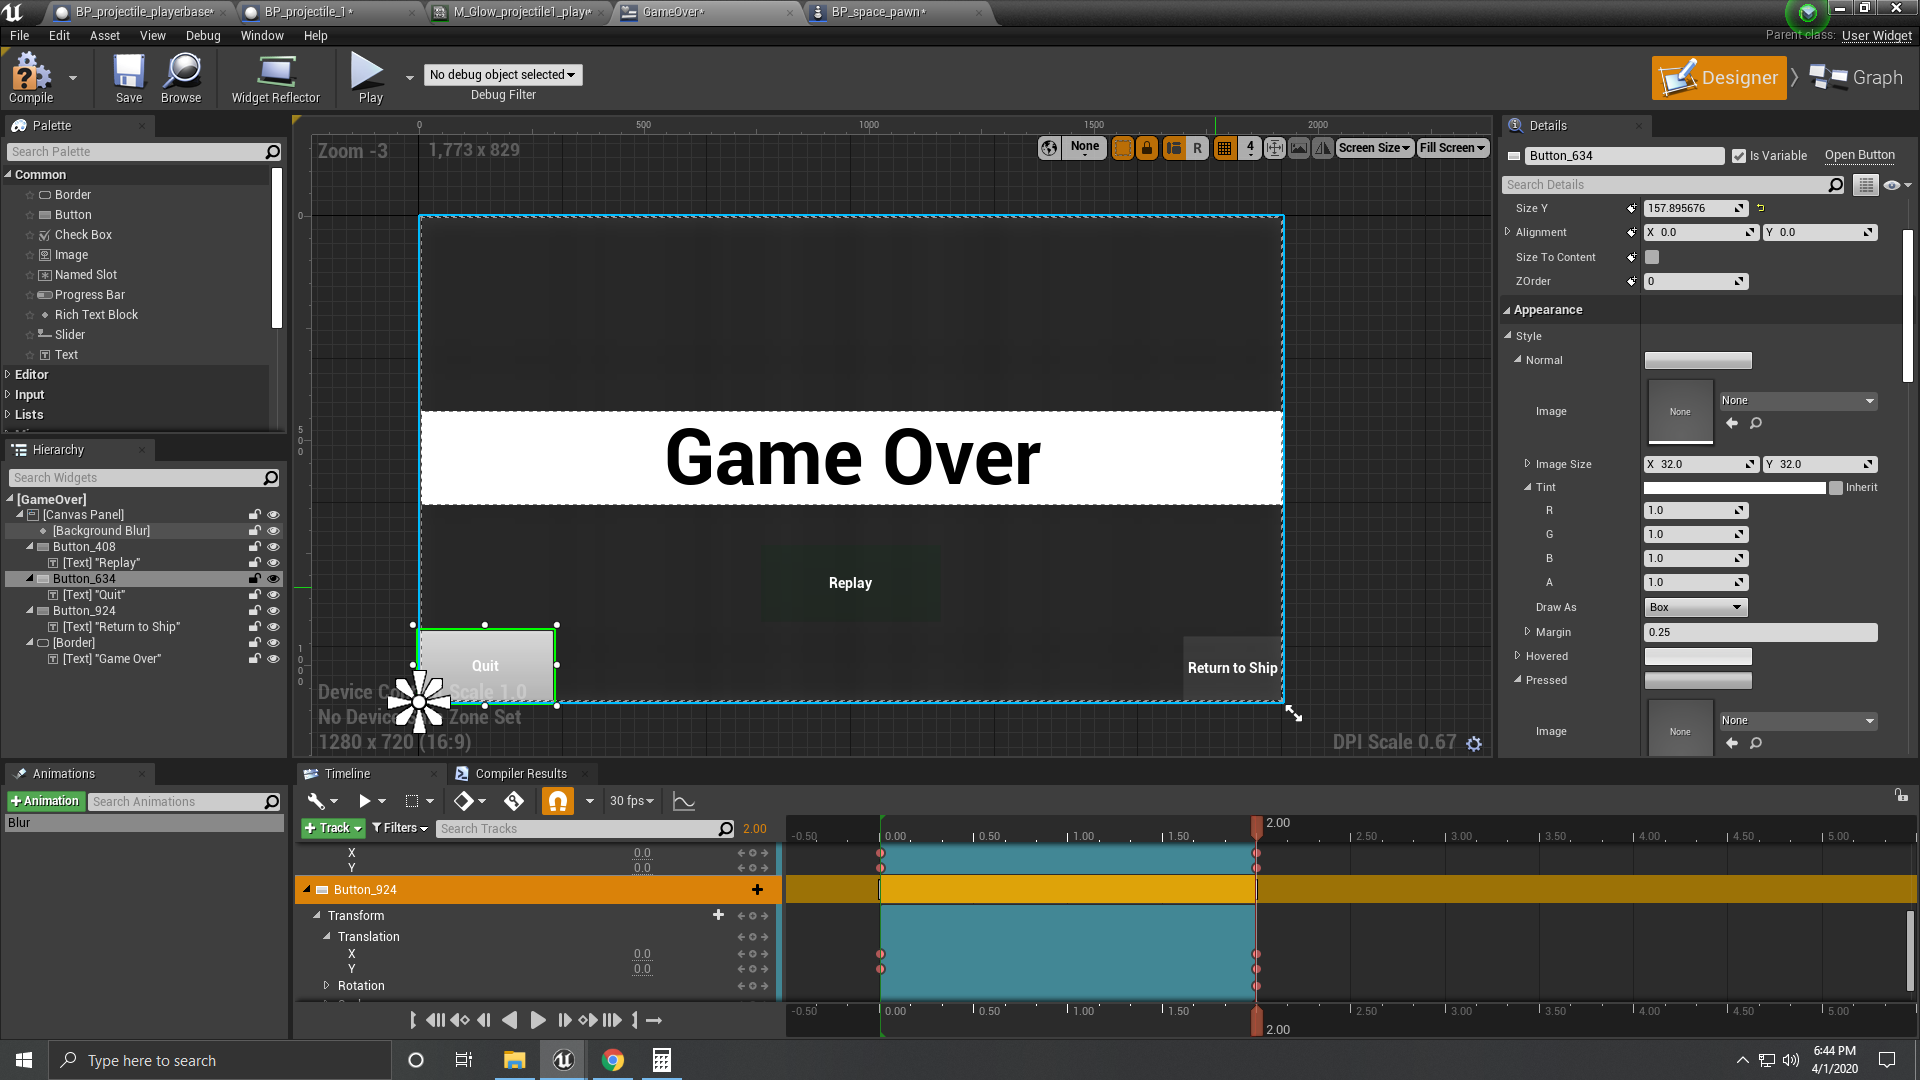 BP_projectile_playerbase*
BP_projectile_1*
M_Glow_projectile1_play
GameOver*
BP_space_pawn*
File
Edit
Asset
View
Debug
Window
Help
Parent class: User Widget
Compile
Save
Browse
Widget Reflector
Play
No debug object selected
Debug Filter
Designer
Graph
Palette
Search Palette
Common
Border
Button
Check Box
Image
Named Slot
Progress Bar
Rich Text Block
Slider
Text
Editor
Input
Lists
Hierarchy
Search Widgets
[GameOver]
[Canvas Panel]
[Background Blur]
Button_408
[Text] "Replay"
Button_634
[Text] "Quit"
Button_924
[Text] "Return to Ship"
[Border]
[Text] "Game Over"
0 500 1000 1500 2000
Zoom -3
1,773 x 829
None
R
4
Screen Size
Fill Screen
0
500
1000
Game Over
Replay
Quit
Return to Ship
Device Co Scale 1.0
No Device Zone Set
1280 x 720 (16:9)
DPI Scale 0.67
Details
Button_634
Is Variable
Open Button
Search Details
Size Y 157.895676
Alignment X 0.0 Y 0.0
Size To Content
ZOrder 0
Appearance
Style
Normal
Image None None
Image Size X 32.0 Y 32.0
Tint Inherit
R 1.0
G 1.0
B 1.0
A 1.0
Draw As Box
Margin 0.25
Hovered
Pressed
Image None None
Animations
+Animation
Search Animations
Blur
Timeline
Compiler Results
30 fps
+ Track
Filters
Search Tracks
2.00
-0.50 0.00 0.50 1.00 1.50 2.00 2.50 3.00 3.50 4.00 4.50 5.00
X 0.0
Y 0.0
Button_924
Transform
Translation
X 0.0
Y 0.0
Rotation
-0.50 0.00 0.50 1.00 1.50 2.00 2.50 3.00 3.50 4.00 4.50 5.00
Type here to search
6:44 PM
4/1/2020